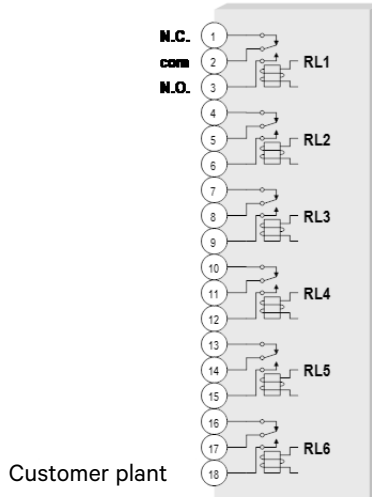 N.C. 1
com 2 RL1
N.O. 3
4
5 RL2
6
7
8 RL3
9
10
11 RL4
12
13
14 RL5
15
16
17 RL6
Customer plant 18